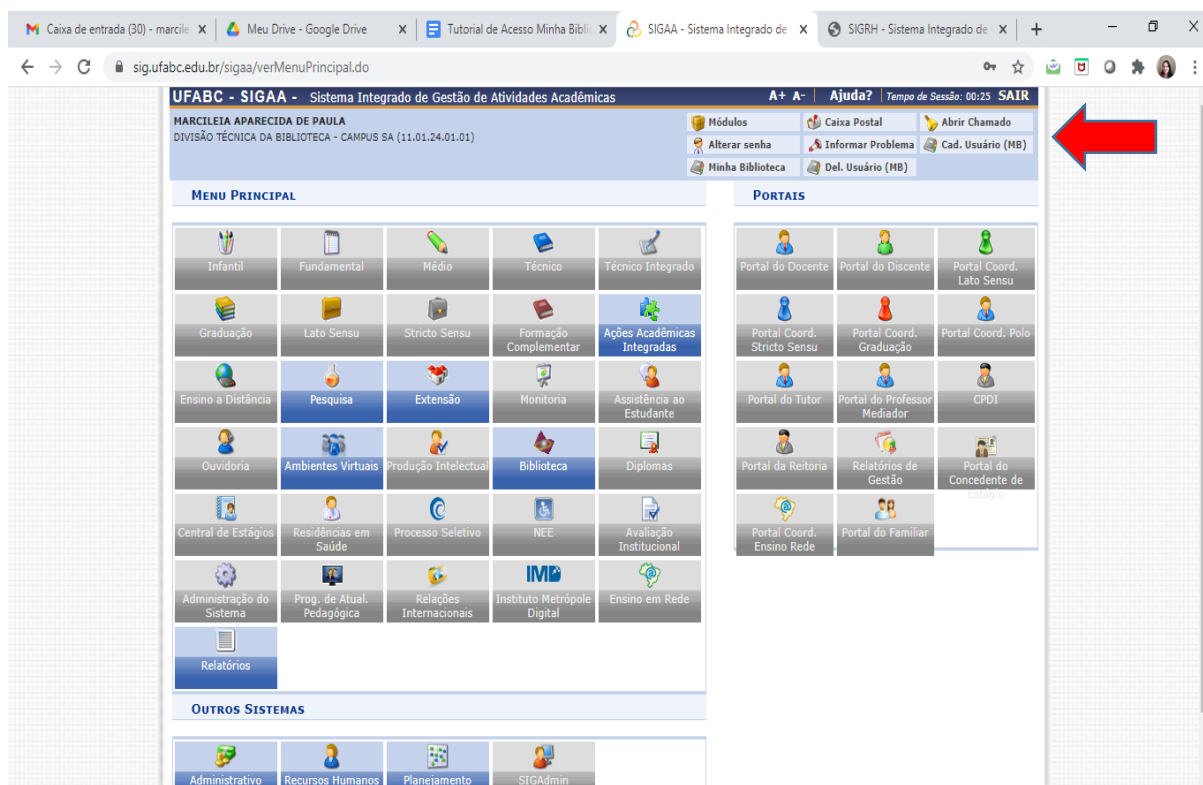 Caixa de entrada (30) - marcile
Meu Drive - Google Drive
Tutorial de Acesso Minha Biblio
SIGAA - Sistema Integrado de
SIGRH - Sistema Integrado de
sig.ufabc.edu.br/sigaa/verMenuPrincipal.do
UFABC - SIGAA - Sistema Integrado de Gestão de Atividades Acadêmicas
A+ A- | Ajuda? | Tempo de Sessão: 00:25 SAIR
MARCILEIA APARECIDA DE PAULA
DIVISÃO TÉCNICA DA BIBLIOTECA - CAMPUS SA (11.01.24.01.01)
Módulos Caixa Postal Abrir Chamado
Alterar senha Informar Problema Cad. Usuário (MB)
Minha Biblioteca Del. Usuário (MB)
MENU PRINCIPAL
Infantil Fundamental Médio Técnico Técnico Integrado
Graduação Lato Sensu Stricto Sensu Formação Complementar Ações Acadêmicas Integradas
Ensino a Distância Pesquisa Extensão Monitoria Assistência ao Estudante
Ouvidoria Ambientes Virtuais Produção Intelectual Biblioteca Diplomas
Central de Estágios Residências em Saúde Processo Seletivo NEE Avaliação Institucional
IMD
Administração do Sistema Prog. de Atual. Pedagógica Relações Internacionais Instituto Metrópole Digital Ensino em Rede
Relatórios
PORTAIS
Portal do Docente Portal do Discente Portal Coord. Lato Sensu
Portal Coord. Stricto Sensu Portal Coord. Graduação Portal Coord. Polo
Portal do Tutor Portal do Professor Mediador CPDI
Portal da Reitoria Relatórios de Gestão Portal do Concedente de Estágio
Portal Coord. Ensino Rede Portal do Familiar
OUTROS SISTEMAS
Administrativo Recursos Humanos Planejamento SIGAdmin